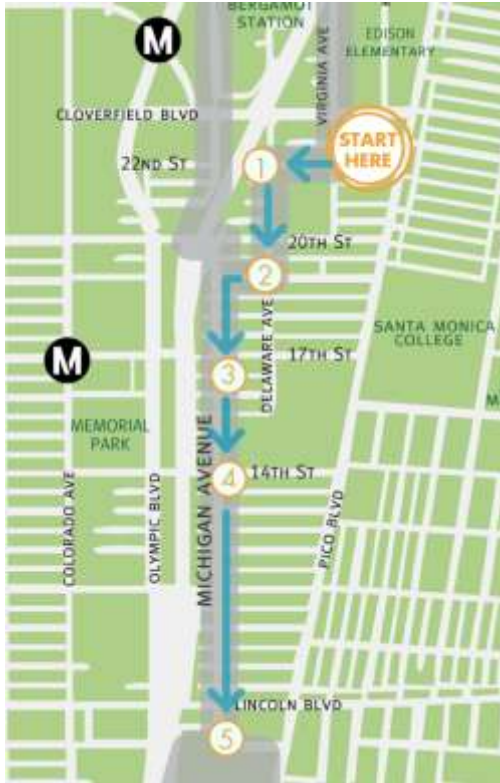 BERGAMOT
STATION
EDISON
ELEMENTARY
M
VIRGINIA AVE
CLOVERFIELD BLVD
START
HERE
22ND ST
1
20TH ST
2
DELAWARE AVE
SANTA MONICA
COLLEGE
17TH ST
M
3
MEMORIAL
PARK
MICHIGAN AVENUE
4
14TH ST
COLORADO AVE
OLYMPIC BLVD
PICO BLVD
LINCOLN BLVD
5